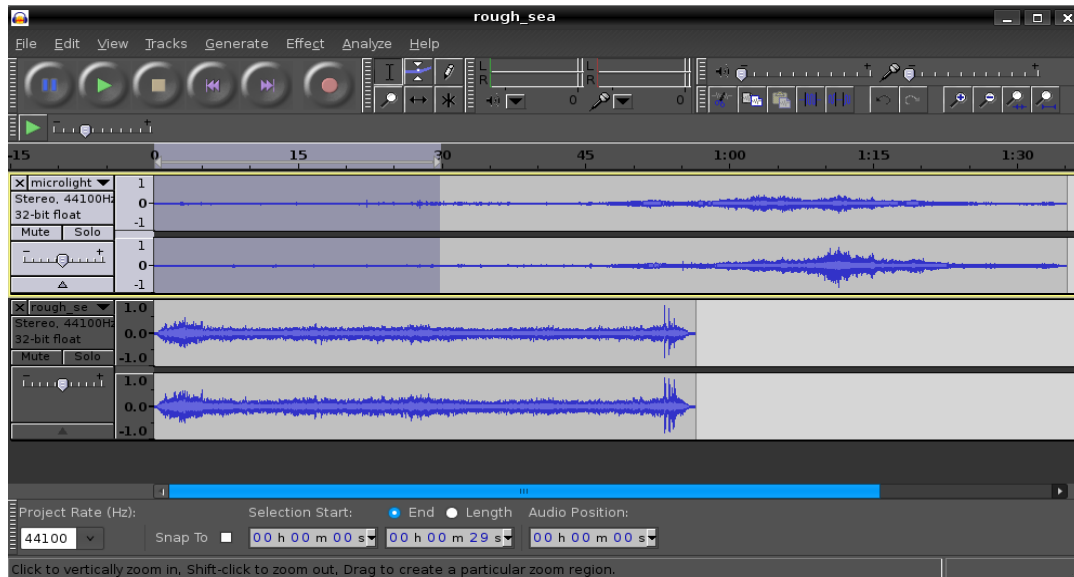 rough_sea
File Edit View Tracks Generate Effect Analyze Help
L
R
L
R
0
0
-15 0 15 30 45 1:00 1:15 1:30
microlight
Stereo, 44100Hz
32-bit float
Mute Solo
- +
1
0-
-1
1
0-
-1
rough_se
Stereo, 44100Hz
32-bit float
Mute Solo
- +
1.0
0.0-
-1.0
1.0
0.0-
-1.0
Project Rate (Hz): Selection Start: End Length Audio Position:
44100 Snap To 00 h 00 m 00 s 00 h 00 m 29 s 00 h 00 m 00 s
Click to vertically zoom in, Shift-click to zoom out, Drag to create a particular zoom region.